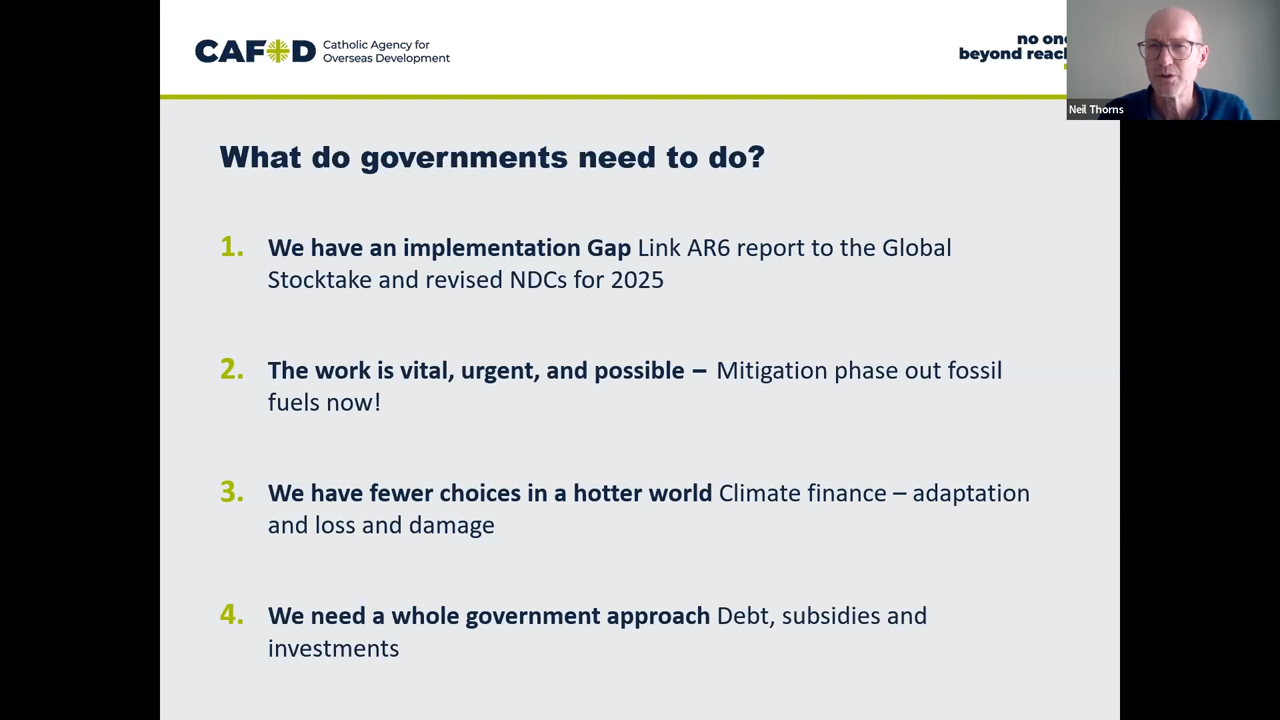 CAFOD
Catholic Agency for
Overseas Development
no one
beyond reach
Neil Thorns
What do governments need to do?
1. We have an implementation Gap Link AR6 report to the Global
Stocktake and revised NDCs for 2025
2. The work is vital, urgent, and possible – Mitigation phase out fossil
fuels now!
3. We have fewer choices in a hotter world Climate finance – adaptation
and loss and damage
4. We need a whole government approach Debt, subsidies and
investments